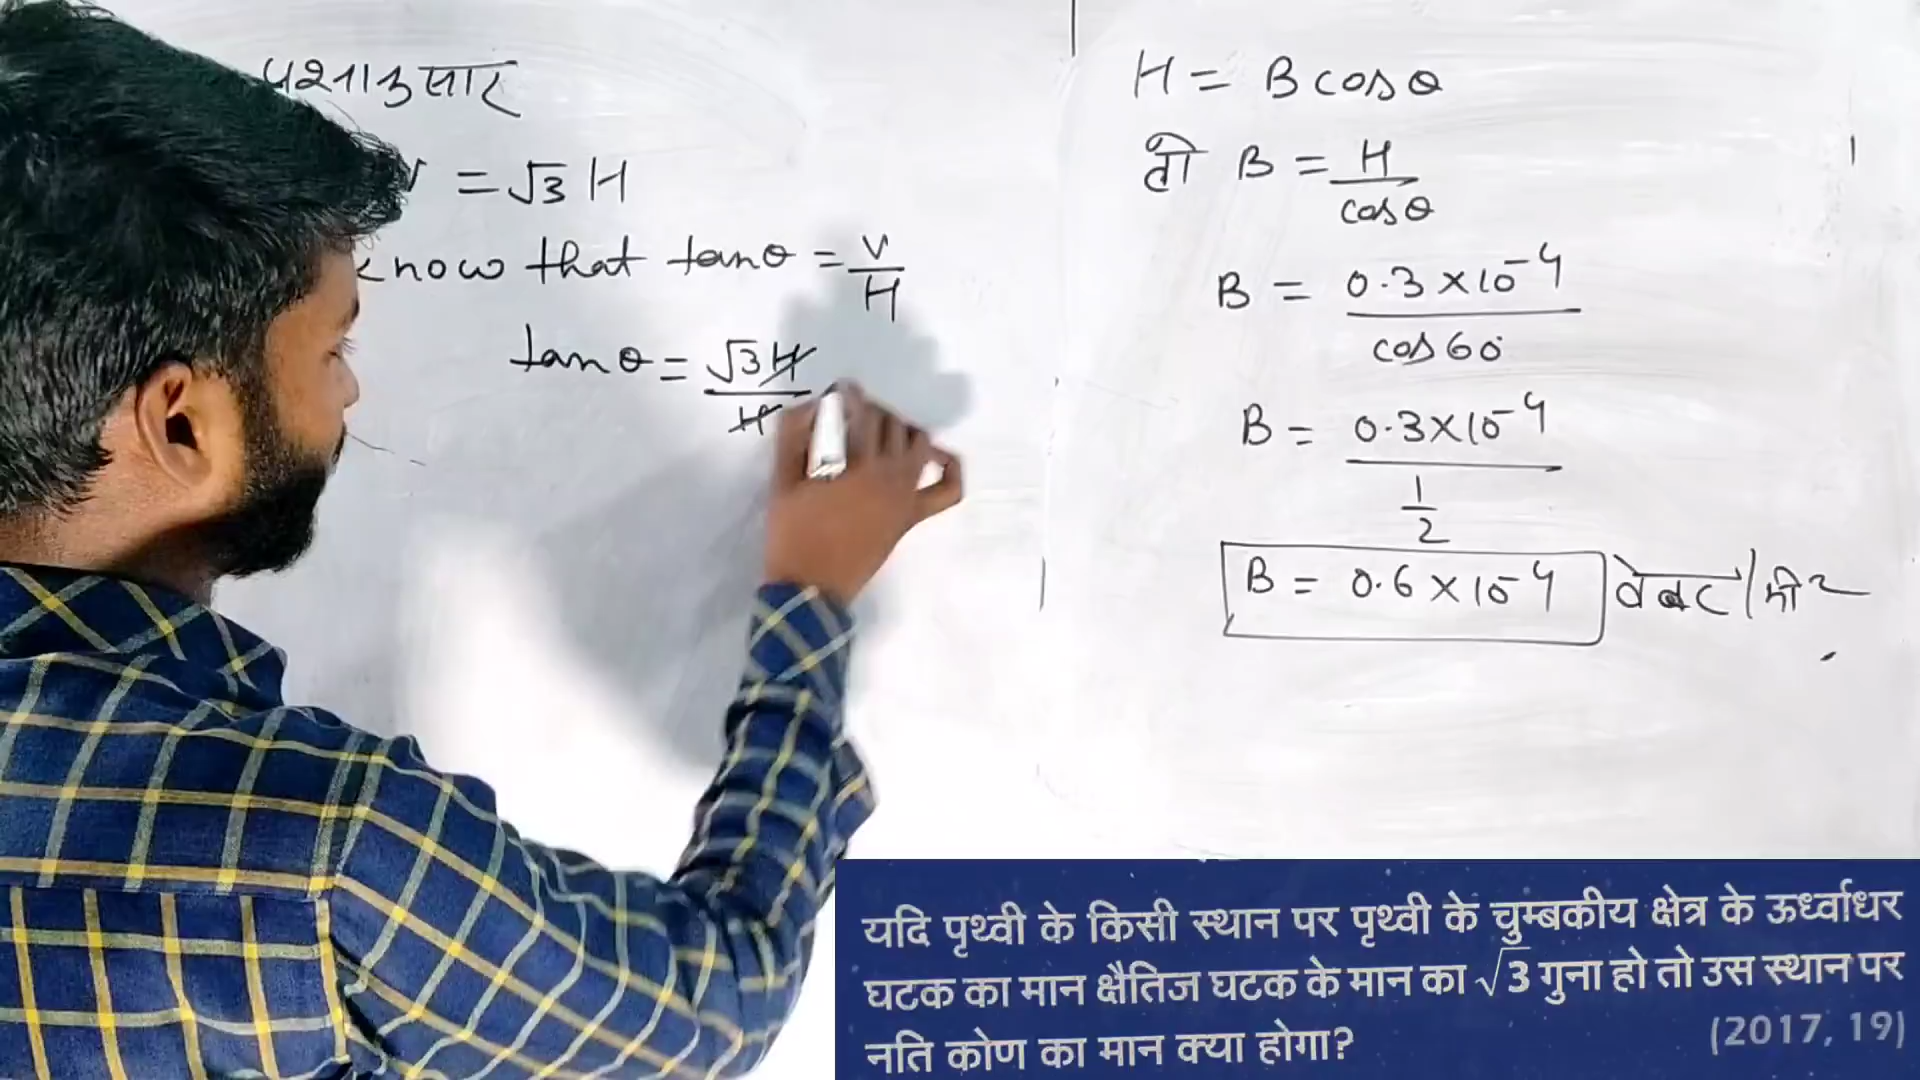 प्रश्नानुसार
V = √3 H
know that tanθ = V/H
tanθ = √3H/H
H = B cosθ
तो B = H/cosθ
B = 0.3×10⁻⁴/cos60
B = 0.3×10⁻⁴/½
B = 0.6×10⁻⁴ वेबर/मी²
यदि पृथ्वी के किसी स्थान पर पृथ्वी के चुम्बकीय क्षेत्र के ऊर्ध्वाधर
घटक का मान क्षैतिज घटक के मान का √3 गुना हो तो उस स्थान पर
नति कोण का मान क्या होगा? (2017, 19)